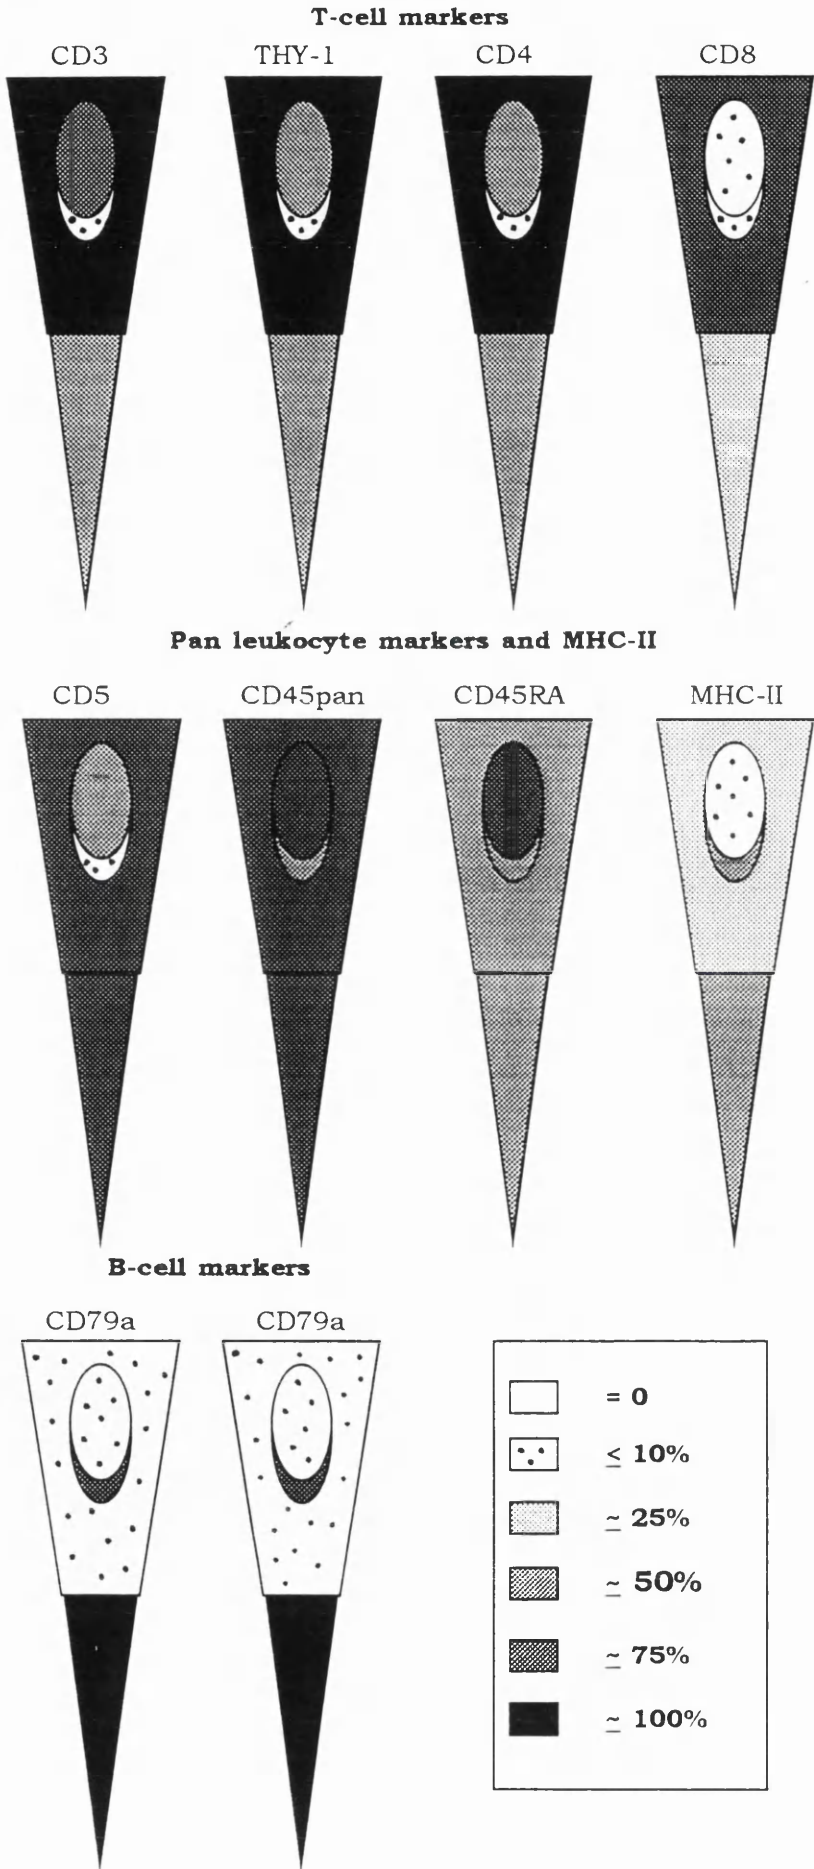 T-cell markers
CD3 THY-1 CD4 CD8
Pan leukocyte markers and MHC-II
CD5 CD45pan CD45RA MHC-II
B-cell markers
CD79a CD79a
= 0
≤ 10%
≃ 25%
≃ 50%
≃ 75%
≃ 100%